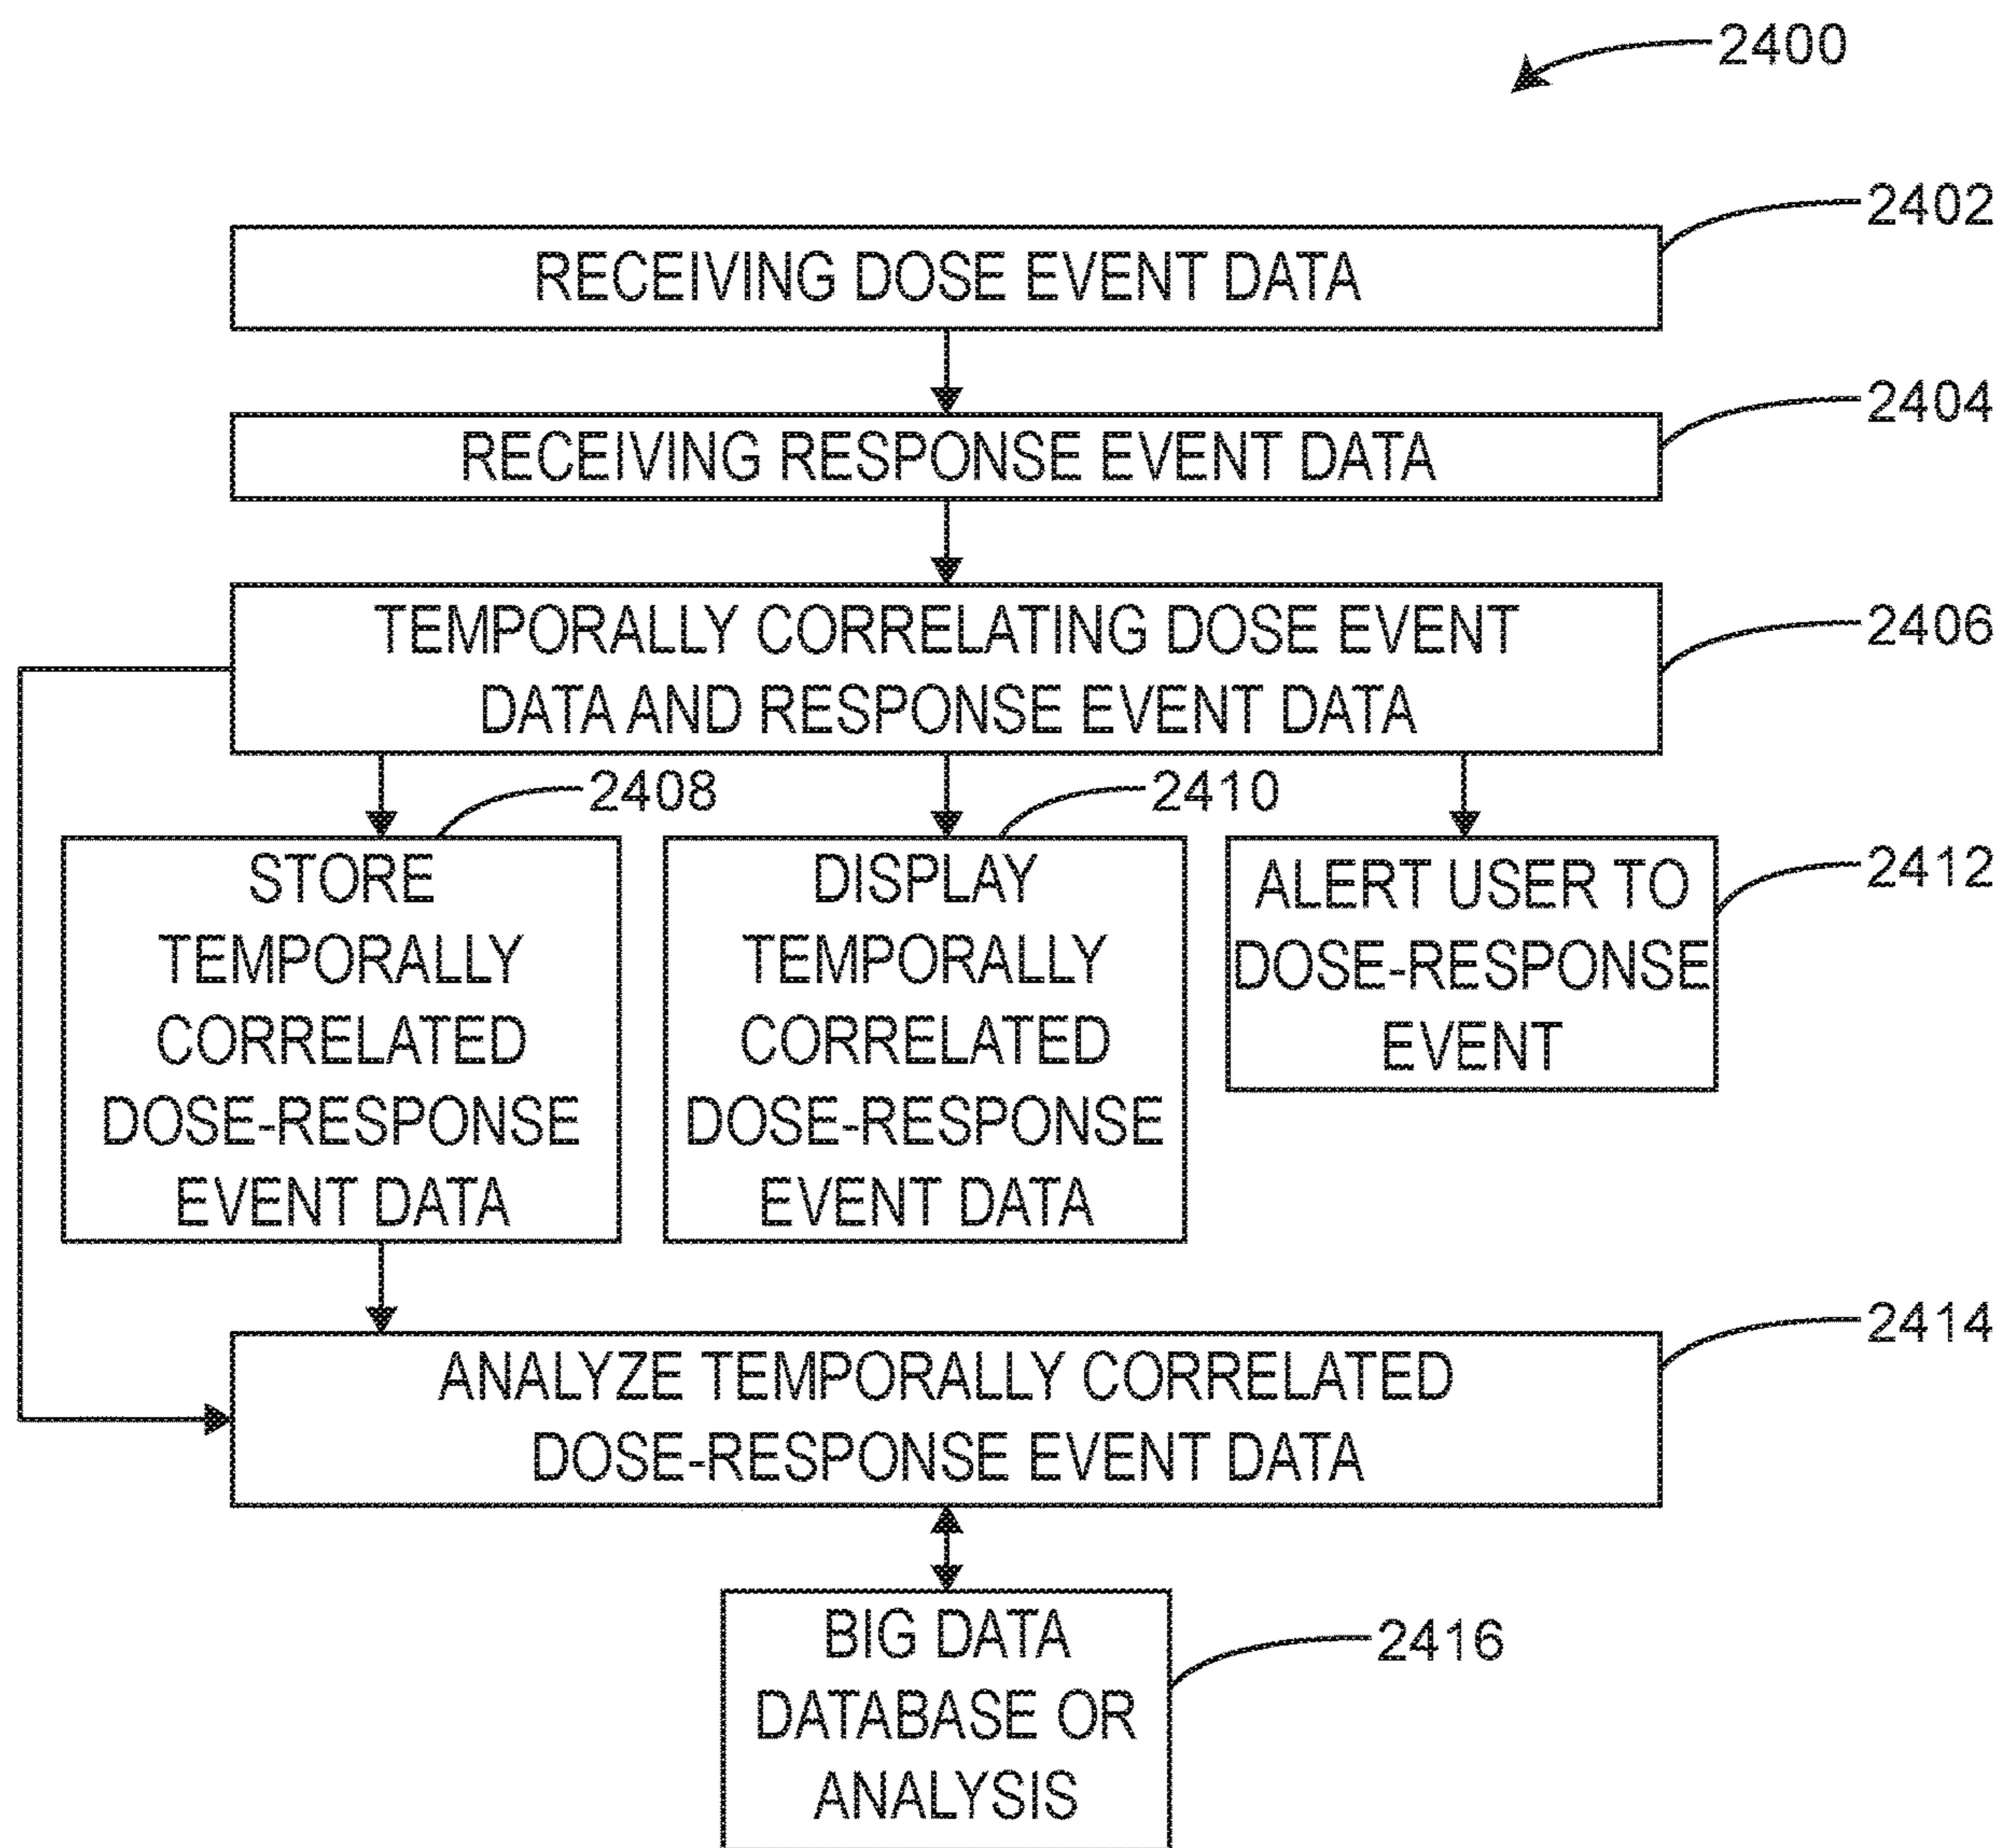 2400
2402
RECEIVING DOSE EVENT DATA
2404
RECEIVING RESPONSE EVENT DATA
2406
TEMPORALLY CORRELATING DOSE EVENT
DATA AND RESPONSE EVENT DATA
2408
STORE
TEMPORALLY
CORRELATED
DOSE-RESPONSE
EVENT DATA
2410
DISPLAY
TEMPORALLY
CORRELATED
DOSE-RESPONSE
EVENT DATA
2412
ALERT USER TO
DOSE-RESPONSE
EVENT
2414
ANALYZE TEMPORALLY CORRELATED
DOSE-RESPONSE EVENT DATA
2416
BIG DATA
DATABASE OR
ANALYSIS